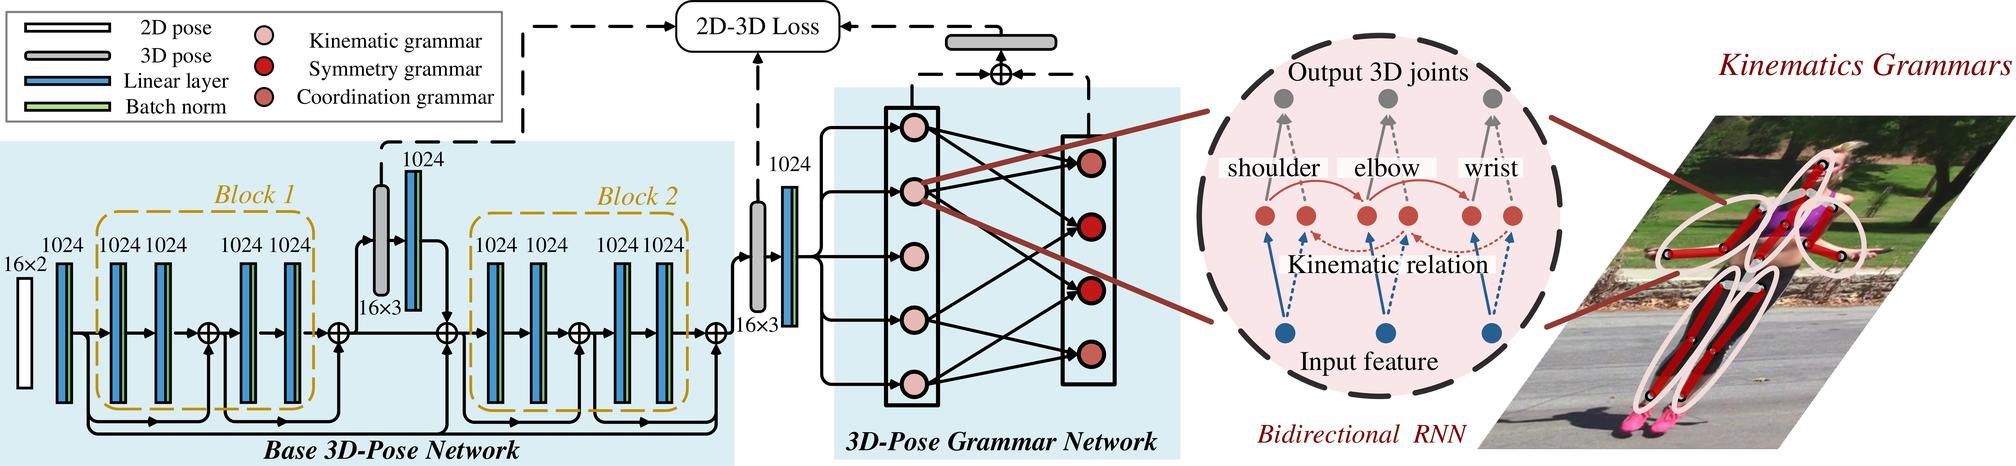 2D pose
3D pose
Linear layer
Batch norm
Kinematic grammar
Symmetry grammar
Coordination grammar
2D-3D Loss
16×2
1024
Block 1
1024 1024
1024 1024
16×3
1024
Block 2
1024 1024
1024 1024
Base 3D-Pose Network
16×3
1024
3D-Pose Grammar Network
Output 3D joints
shoulder elbow wrist
Kinematic relation
Input feature
Bidirectional RNN
Kinematics Grammars